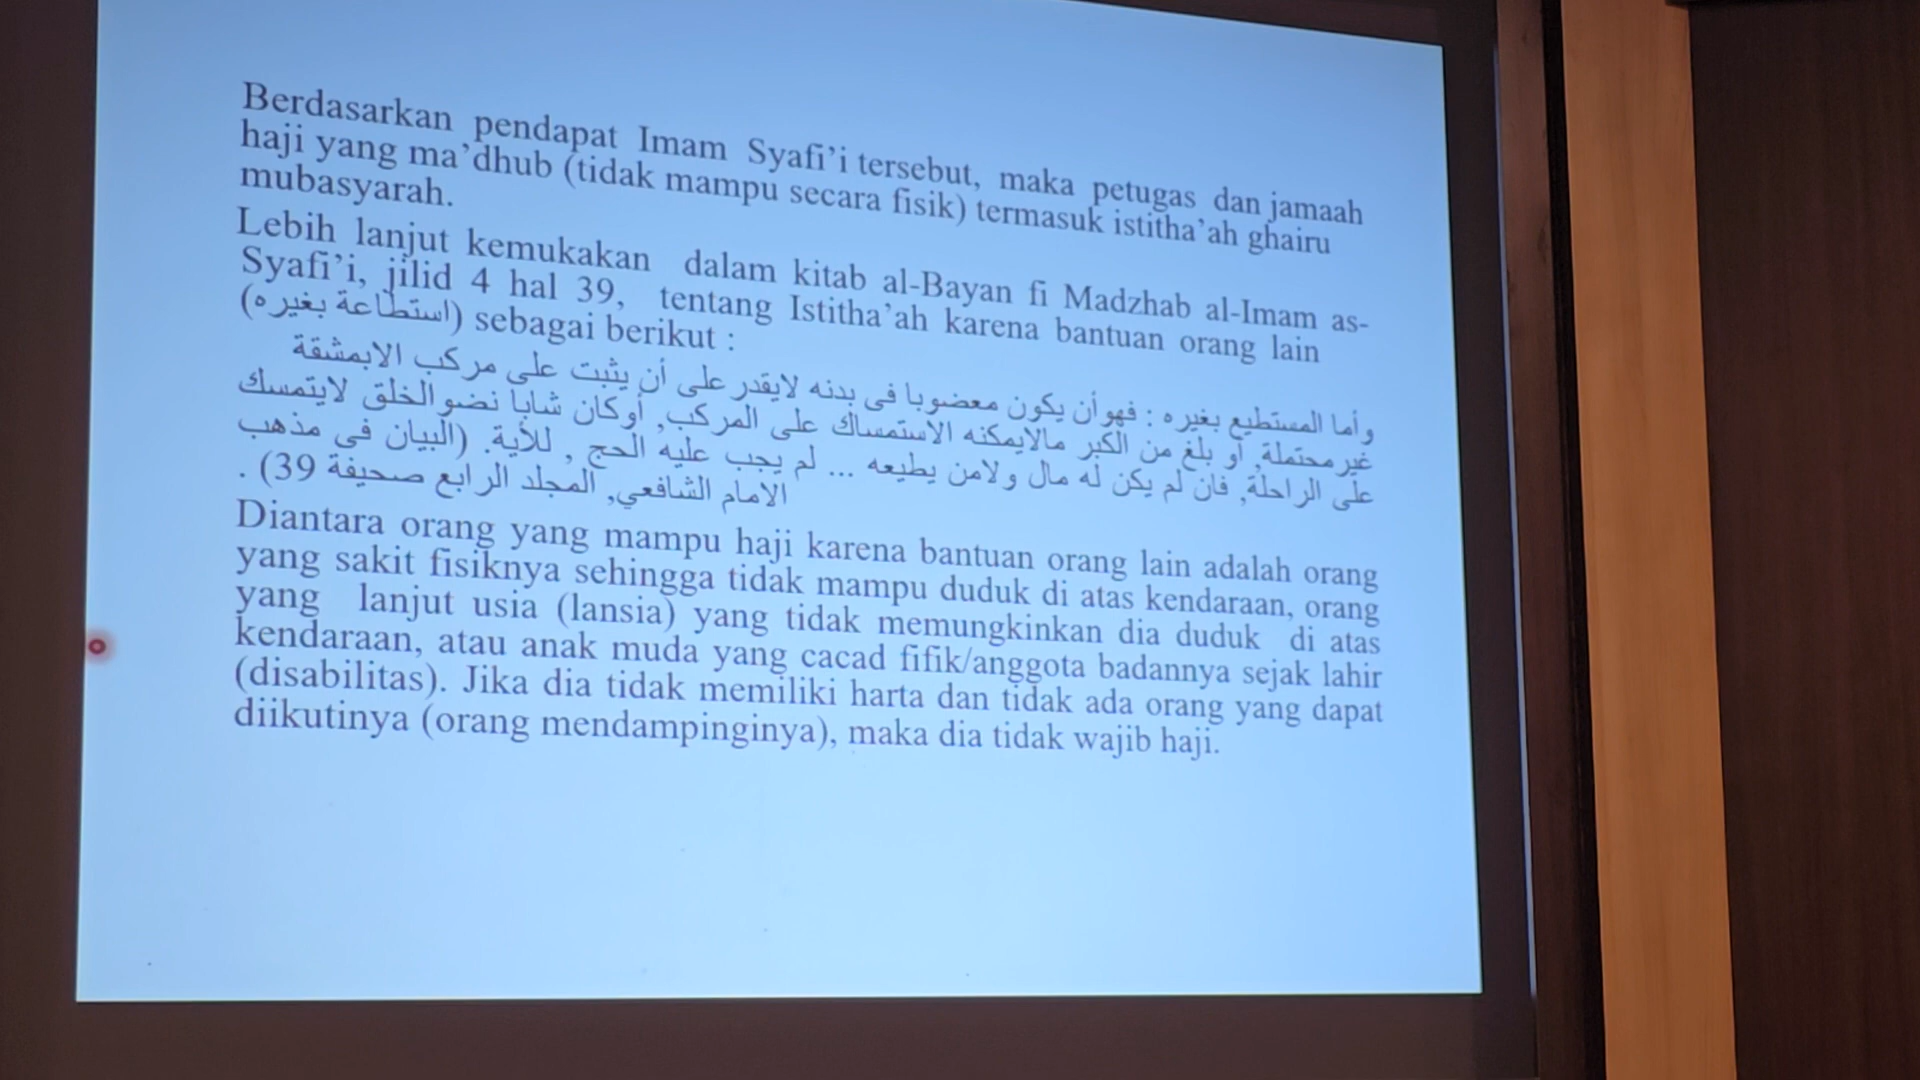 Berdasarkan pendapat Imam Syafi’i tersebut, maka petugas dan jamaah
haji yang ma’dhub (tidak mampu secara fisik) termasuk istitha’ah ghairu
mubasyarah.
Lebih lanjut kemukakan dalam kitab al-Bayan fi Madzhab al-Imam as-
Syafi’i, jilid 4 hal 39, tentang Istitha’ah karena bantuan orang lain
(استطاعة بغيره) sebagai berikut :
وأما المستطيع بغيره : فهو أن يكون معضوبا فى بدنه لايقدر على أن يثبت على مركب الابمشقة
غير محتملة, أو بلغ من الكبر مالايمكنه الاستمساك على المركب, أوكان شابا نضو الخلق لايتمسك
على الراحلة, فان لم يكن له مال ولامن يطيعه ... لم يجب عليه الحج , للأية. (البيان فى مذهب
الامام الشافعي, المجلد الرابع صحيفة 39) .
Diantara orang yang mampu haji karena bantuan orang lain adalah orang
yang sakit fisiknya sehingga tidak mampu duduk di atas kendaraan, orang
yang lanjut usia (lansia) yang tidak memungkinkan dia duduk di atas
kendaraan, atau anak muda yang cacad fifik/anggota badannya sejak lahir
(disabilitas). Jika dia tidak memiliki harta dan tidak ada orang yang dapat
diikutinya (orang mendampinginya), maka dia tidak wajib haji.